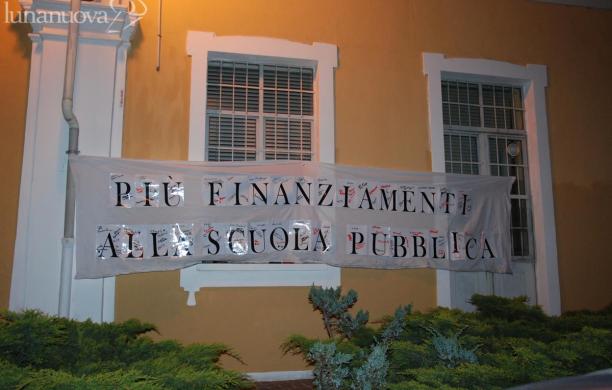 lunanuova
PIÙ FINANZIAMENTI
ALLA SCUOLA PUBBLICA